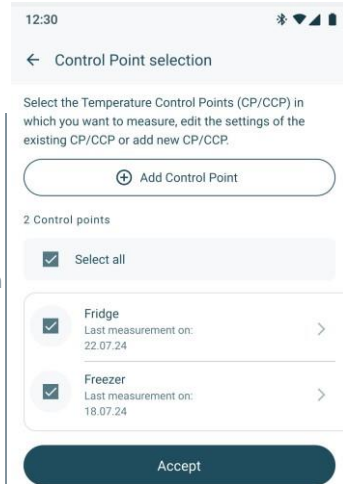 12:30
Control Point selection
Select the Temperature Control Points (CP/CCP) in
which you want to measure, edit the settings of the
existing CP/CCP or add new CP/CCP.
Add Control Point
2 Control points
Select all
Fridge
Last measurement on:
22.07.24
Freezer
Last measurement on:
18.07.24
Accept